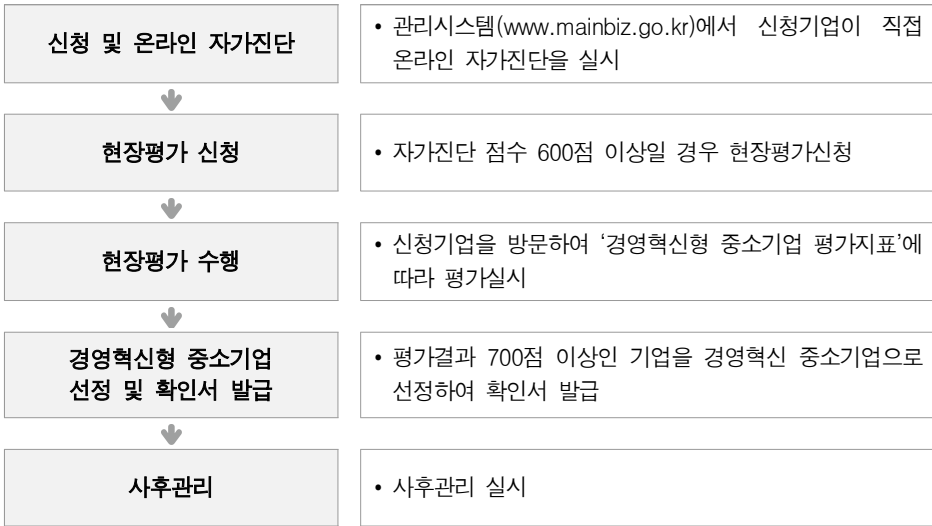 신청 및 온라인 자가진단
• 관리시스템(www.mainbiz.go.kr)에서 신청기업이 직접
온라인 자가진단을 실시
현장평가 신청
• 자가진단 점수 600점 이상일 경우 현장평가신청
현장평가 수행
• 신청기업을 방문하여 ‘경영혁신형 중소기업 평가지표’에
따라 평가실시
경영혁신형 중소기업
선정 및 확인서 발급
• 평가결과 700점 이상인 기업을 경영혁신 중소기업으로
선정하여 확인서 발급
사후관리
• 사후관리 실시